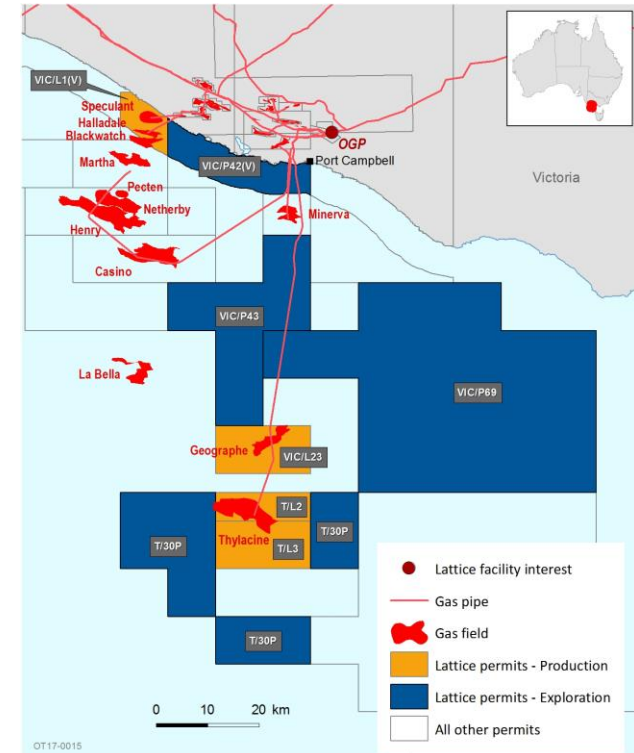 VIC/L1(V)
Speculant
Halladale
Blackwatch
Martha
OGP
Port Campbell
VIC/P42(V)
Victoria
Pecten
Netherby
Henry
Minerva
Casino
VIC/P43
La Bella
VIC/P69
Geographe
VIC/L23
T/L2
T/30P
T/30P
Thylacine
T/L3
T/30P
Lattice facility interest
Gas pipe
Gas field
Lattice permits - Production
Lattice permits - Exploration
All other permits
0 10 20 km
OT17-0015